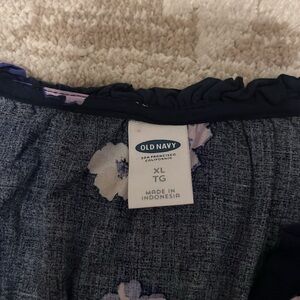 OLD NAVY
SAN FRANCISCO
CALIFORNIA
XL
TG
MADE IN
INDONESIA